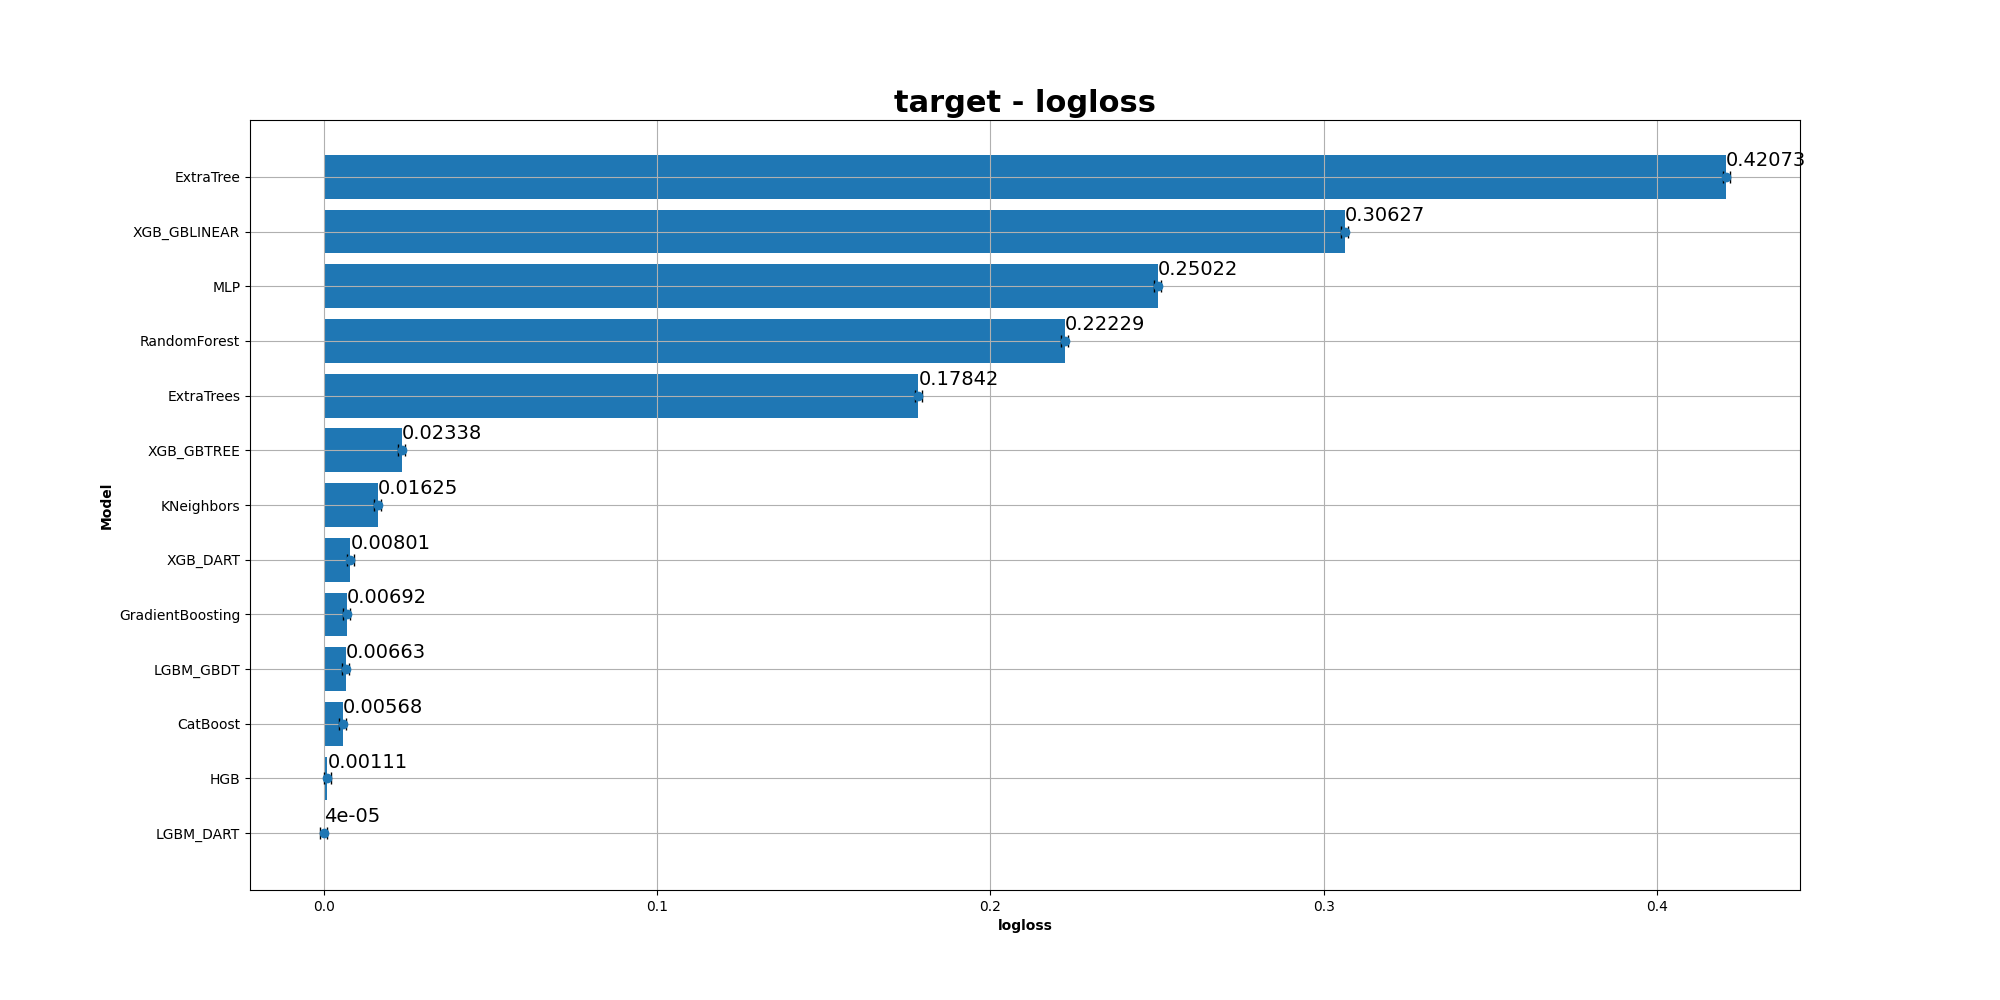 target - logloss
ExtraTree 0.42073
XGB_GBLINEAR 0.30627
MLP 0.25022
RandomForest 0.22229
ExtraTrees 0.17842
XGB_GBTREE 0.02338
KNeighbors 0.01625
Model
XGB_DART 0.00801
GradientBoosting 0.00692
LGBM_GBDT 0.00663
CatBoost 0.00568
HGB 0.00111
LGBM_DART 4e-05
0.0 0.1 0.2 0.3 0.4
logloss